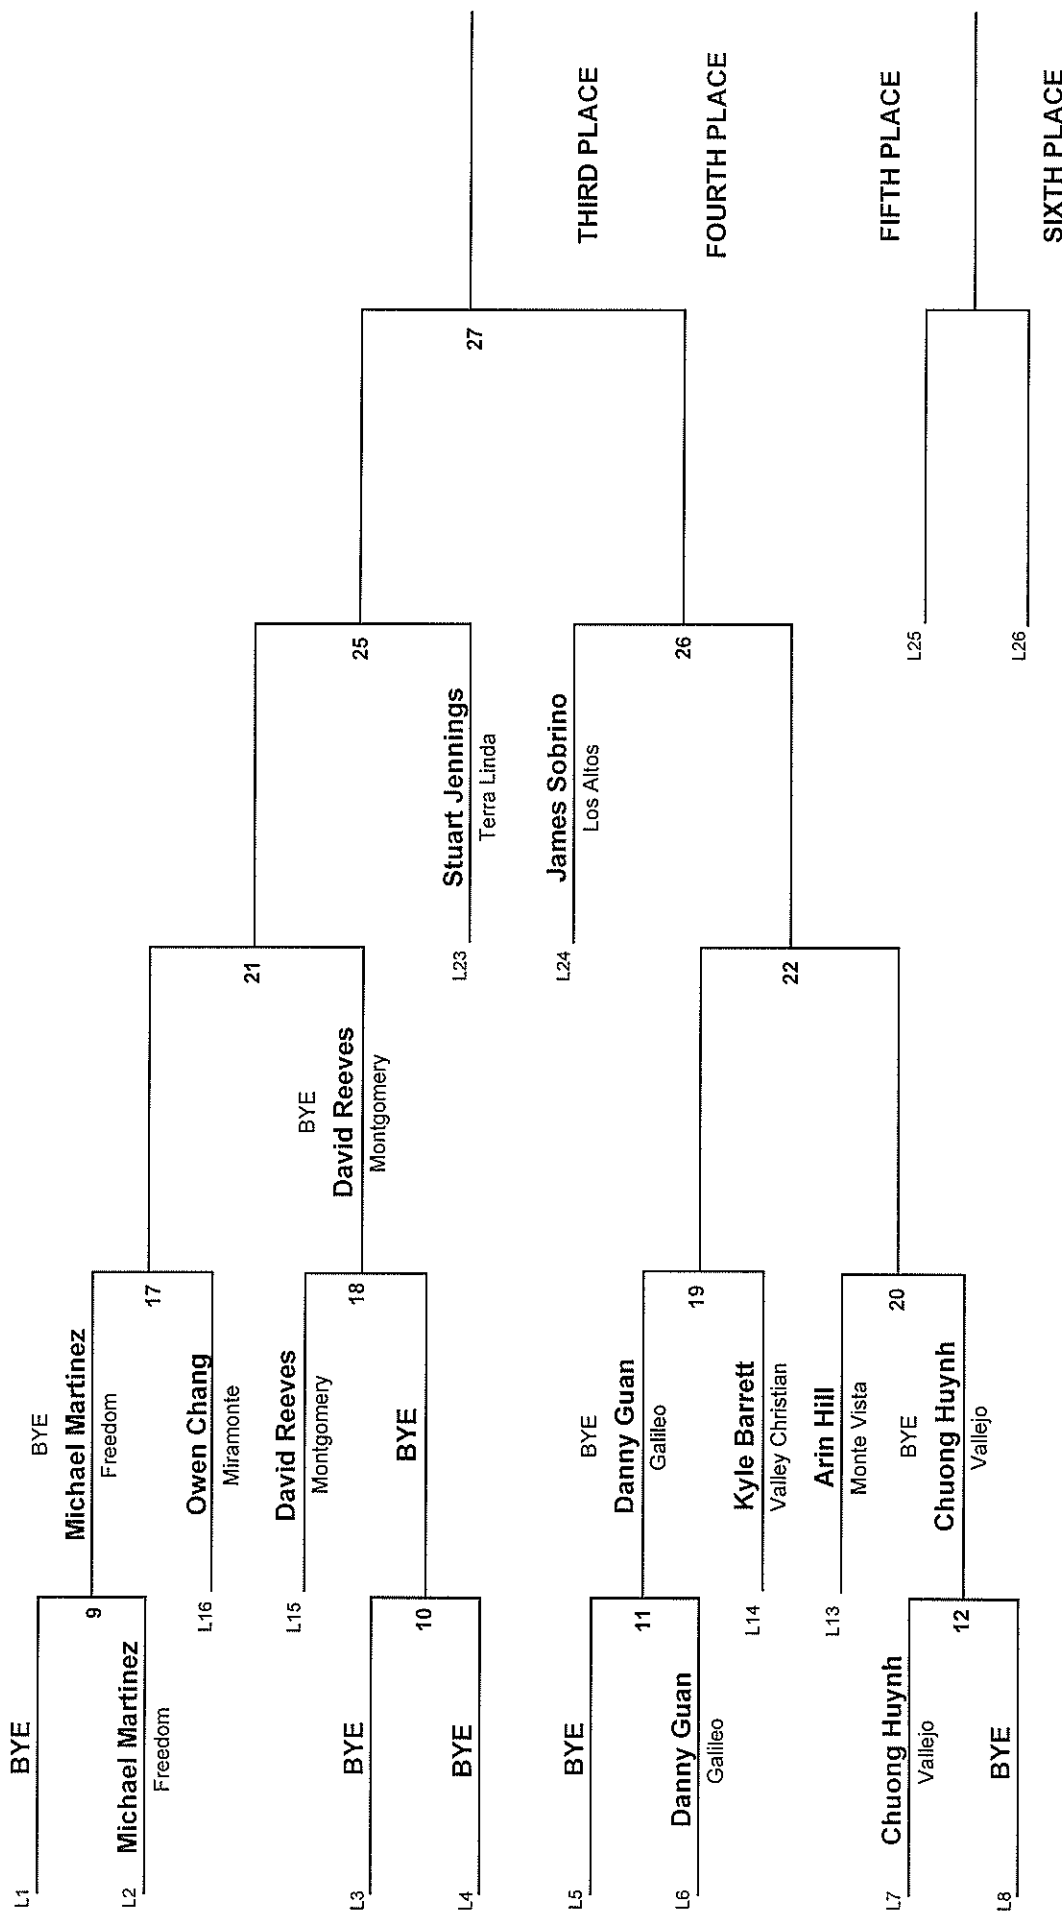 L1
BYE
L2
Michael Martinez
Freedom
9
BYE
Michael Martinez
Freedom
L16
Owen Chang
Miramonte
17
L15
David Reeves
Montgomery
L3
BYE
L4
BYE
10
BYE
18
BYE
David Reeves
Montgomery
21
L23
Stuart Jennings
Terra Linda
25
L5
BYE
L6
Danny Guan
Galileo
11
BYE
Danny Guan
Galileo
L14
Kyle Barrett
Valley Christian
19
L13
Arin Hill
Monte Vista
L7
Chuong Huynh
Vallejo
L8
BYE
12
BYE
Chuong Huynh
Vallejo
20
22
L24
James Sobrino
Los Altos
26
27
THIRD PLACE
FOURTH PLACE
L25
L26
FIFTH PLACE
SIXTH PLACE